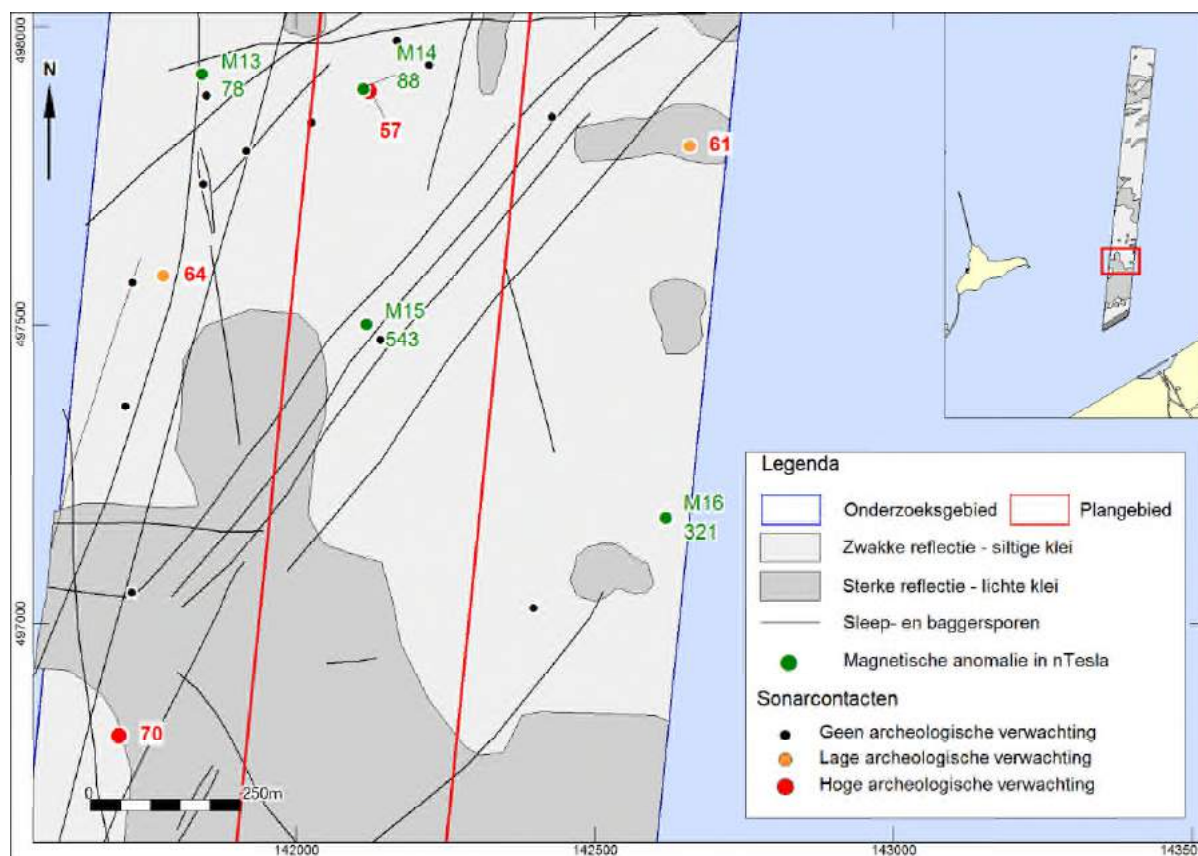 498000
N
M13
78
M14
88
57
61
64
497500
M15
543
M16
321
497000
70
0
250m
142000
142500
143000
14350
Legenda
Onderzoeksgebied
Plangebied
Zwakke reflectie - siltige klei
Sterke reflectie - lichte klei
Sleep- en baggersporen
Magnetische anomalie in nTesla
Sonarcontacten
Geen archeologische verwachting
Lage archeologische verwachting
Hoge archeologische verwachting